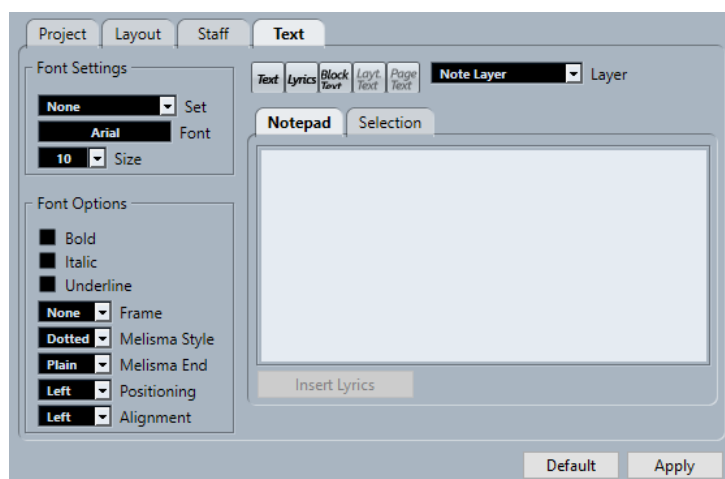 Project Layout Staff Text
Font Settings
None Set
Arial Font
10 Size
Font Options
Bold
Italic
Underline
None Frame
Dotted Melisma Style
Plain Melisma End
Left Positioning
Left Alignment
Text Lyrics Block Text Layt. Text Page Text Note Layer Layer
Notepad Selection
Insert Lyrics
Default Apply